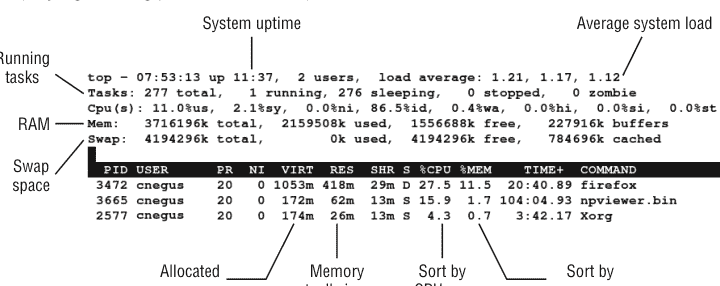 System uptime
Average system load
Running
tasks
top - 07:53:13 up 11:37, 2 users, load average: 1.21, 1.17, 1.12
Tasks: 277 total, 1 running, 276 sleeping, 0 stopped, 0 zombie
Cpu(s): 11.0%us, 2.1%sy, 0.0%ni, 86.5%id, 0.4%wa, 0.0%hi, 0.0%si, 0.0%st
RAM
Mem: 3716196k total, 2159508k used, 1556688k free, 227916k buffers
Swap: 4194296k total, 0k used, 4194296k free, 784696k cached
Swap
space
PID USER PR NI VIRT RES SHR S %CPU %MEM TIME+ COMMAND
3472 cnegus 20 0 1053m 418m 29m D 27.5 11.5 20:40.89 firefox
3665 cnegus 20 0 172m 62m 13m S 15.9 1.7 104:04.93 npviewer.bin
2577 cnegus 20 0 174m 26m 13m S 4.3 0.7 3:42.17 Xorg
Allocated
Memory
Sort by
Sort by